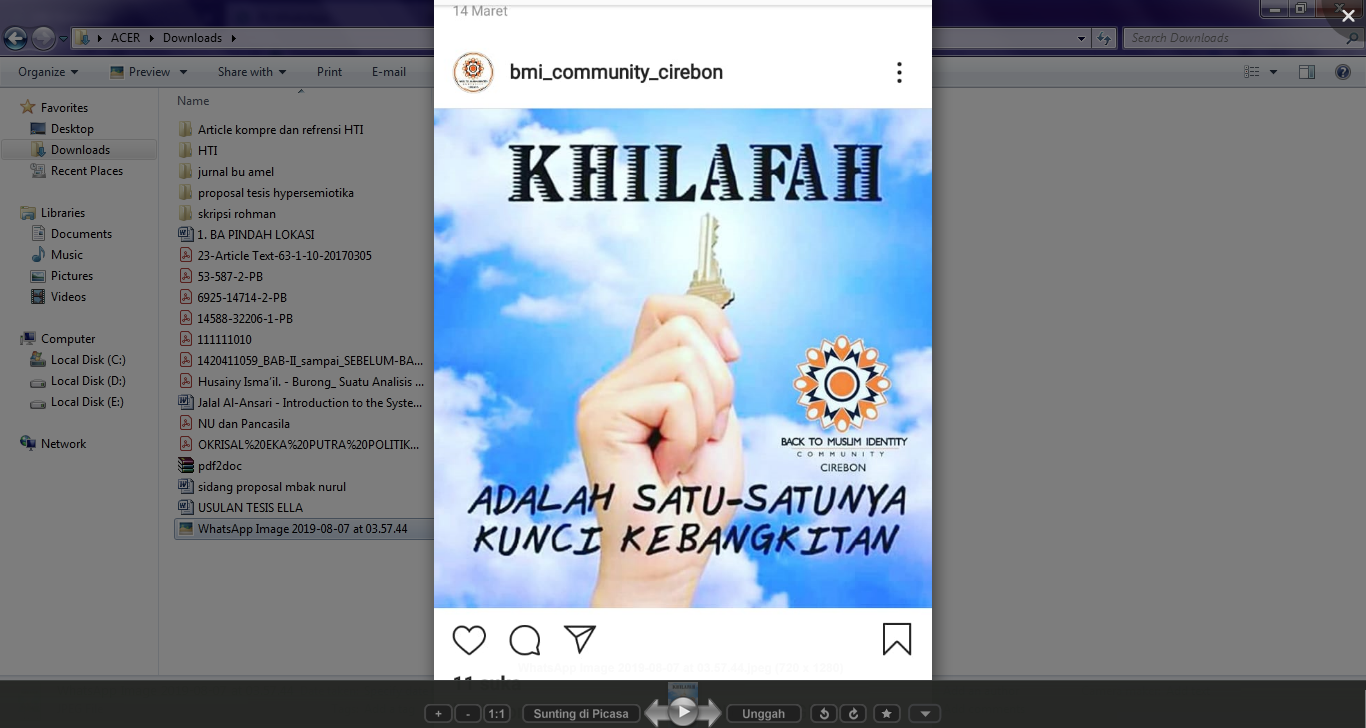 14 Maret
ACER
Downloads
Search Downloads
bmi_community_cirebon
Organize
Preview
Share with
Print
E-mail
Favorites
Desktop
Downloads
Recent Places
Libraries
Documents
Music
Pictures
Videos
Computer
Local Disk (C:)
Local Disk (D:)
Local Disk (E:)
Network
Name
Article kompre dan refrensi HTI
HTI
jurnal bu amel
proposal tesis hypersemiotika
skripsi rohman
1. BA PINDAH LOKASI
23-Article Text-63-1-10-20170305
53-587-2-PB
6925-14714-2-PB
14588-32206-1-PB
111111010
1420411059_BAB-II_sampai_SEBELUM-BA...
Husainy Isma'il. - Burong_ Suatu Analisis ...
Jalal Al-Ansari - Introduction to the Syste...
NU dan Pancasila
OKRISAL%20EKA%20PUTRA%20POLITIK...
pdf2doc
sidang proposal mbak nurul
USULAN TESIS ELLA
WhatsApp Image 2019-08-07 at 03.57.44
KHILAFAH
BACK TO MUSLIM IDENTITY
COMMUNITY
CIREBON
ADALAH SATU-SATUNYA
KUNCI KEBANGKITAN
11 suka
+
-
1:1
Sunting di Picasa
Unggah